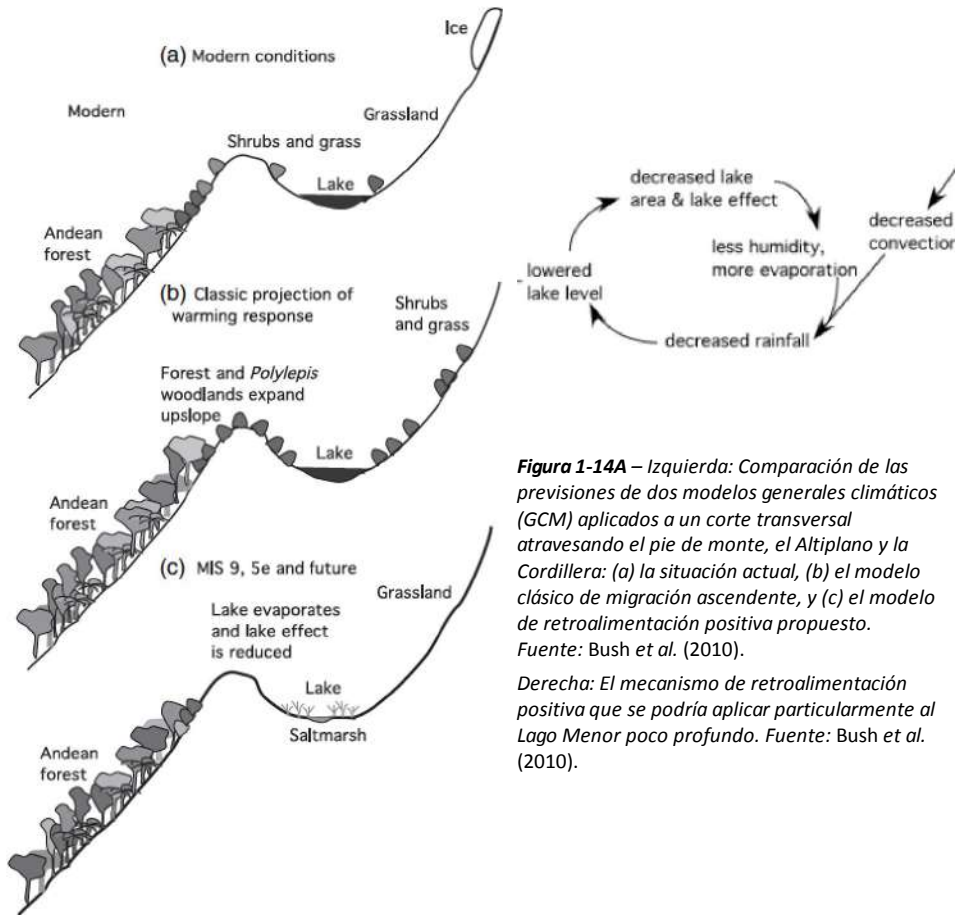 Ice
(a) Modern conditions
Modern
Grassland
Shrubs and grass
Lake
Andean
forest
(b) Classic projection of
warming response
Shrubs
and grass
Forest and Polylepis
woodlands expand
upslope
Lake
Andean
forest
(c) MIS 9, 5e and future
Grassland
Lake evaporates
and lake effect
is reduced
Lake
Saltmarsh
Andean
forest
decreased lake
area & lake effect
decreased
convection
less humidity,
more evaporation
lowered
lake level
decreased rainfall
Figura 1-14A – Izquierda: Comparación de las
previsiones de dos modelos generales climáticos
(GCM) aplicados a un corte transversal
atravesando el pie de monte, el Altiplano y la
Cordillera: (a) la situación actual, (b) el modelo
clásico de migración ascendente, y (c) el modelo
de retroalimentación positiva propuesto.
Fuente: Bush et al. (2010).
Derecha: El mecanismo de retroalimentación
positiva que se podría aplicar particularmente al
Lago Menor poco profundo. Fuente: Bush et al.
(2010).